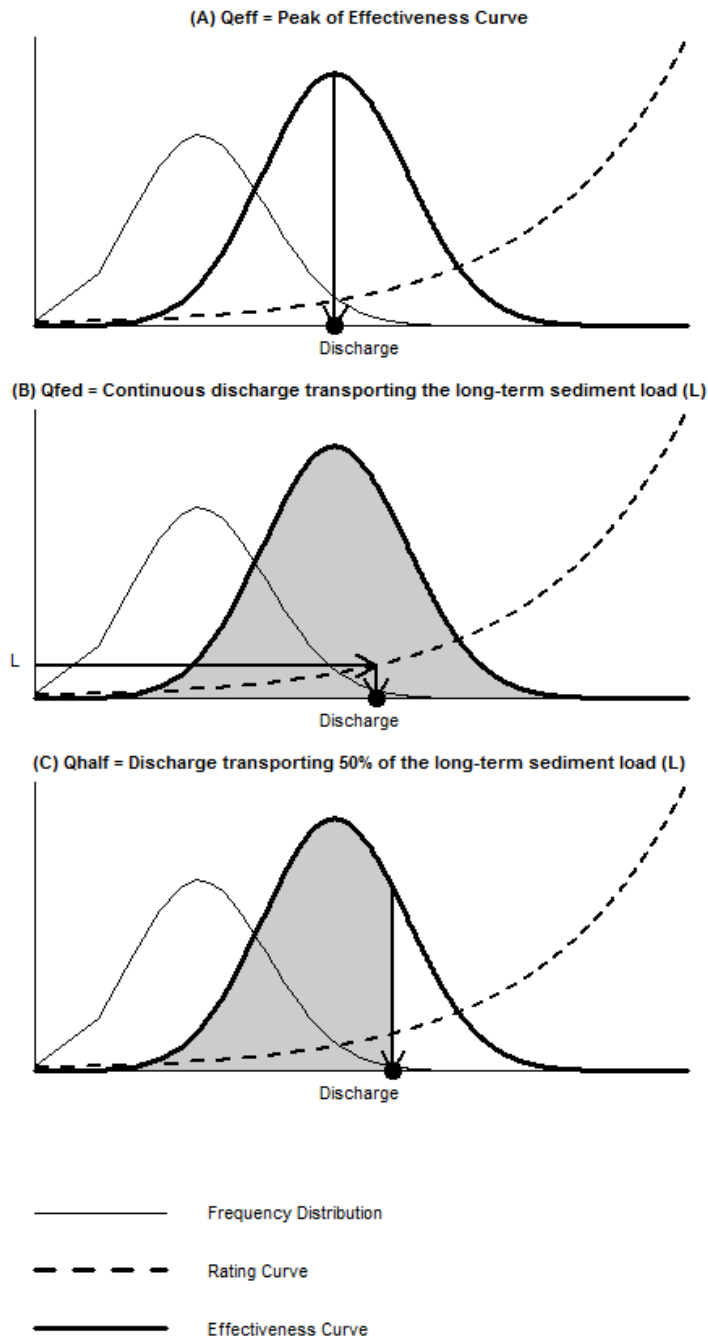 (A) Qeff = Peak of Effectiveness Curve
Discharge
(B) Qfed = Continuous discharge transporting the long-term sediment load (L)
L
Discharge
(C) Qhalf = Discharge transporting 50% of the long-term sediment load (L)
Discharge
Frequency Distribution
Rating Curve
Effectiveness Curve